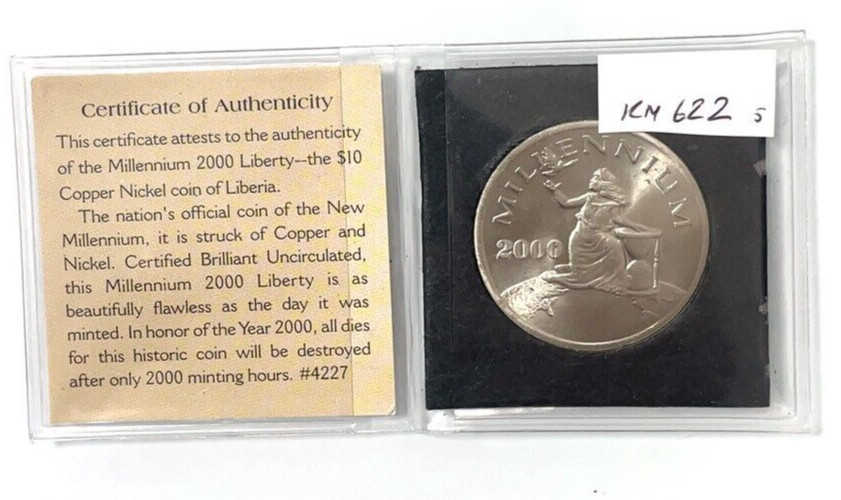 Certificate of Authenticity
This certificate attests to the authenticity
of the Millennium 2000 Liberty--the $10
Copper Nickel coin of Liberia.
The nation's official coin of the New
Millennium, it is struck of Copper and
Nickel. Certified Brilliant Uncirculated,
this Millennium 2000 Liberty is as
beautifully flawless as the day it was
minted. In honor of the Year 2000, all dies
for this historic coin will be destroyed
after only 2000 minting hours. #4227
KM 622 5
MILLENNIUM
2000